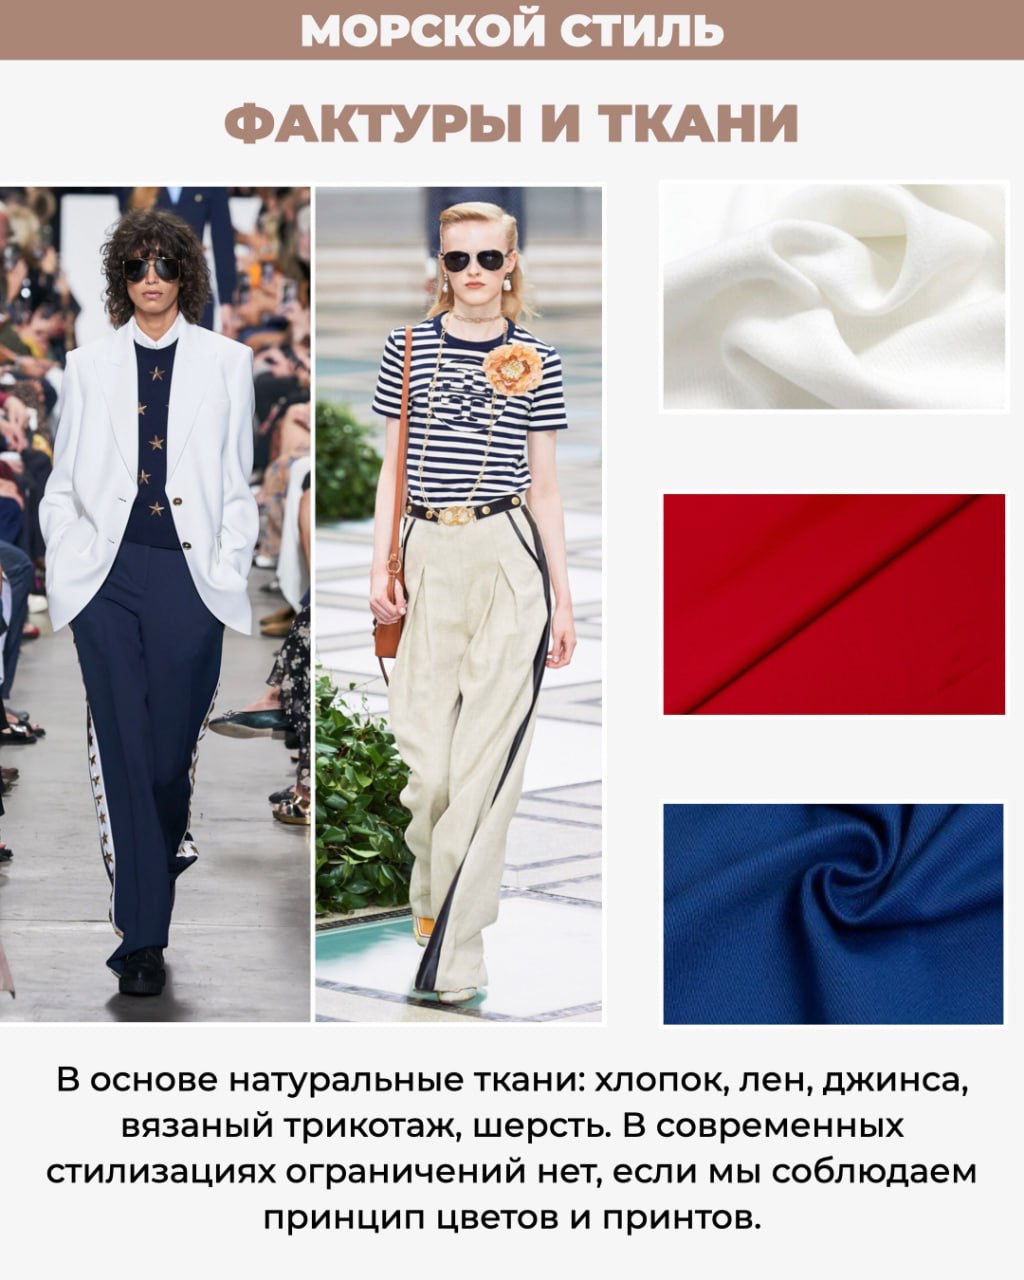 МОРСКОЙ СТИЛЬ
ФАКТУРЫ И ТКАНИ
В основе натуральные ткани: хлопок, лен, джинса,
вязаный трикотаж, шерсть. В современных
стилизациях ограничений нет, если мы соблюдаем
принцип цветов и принтов.